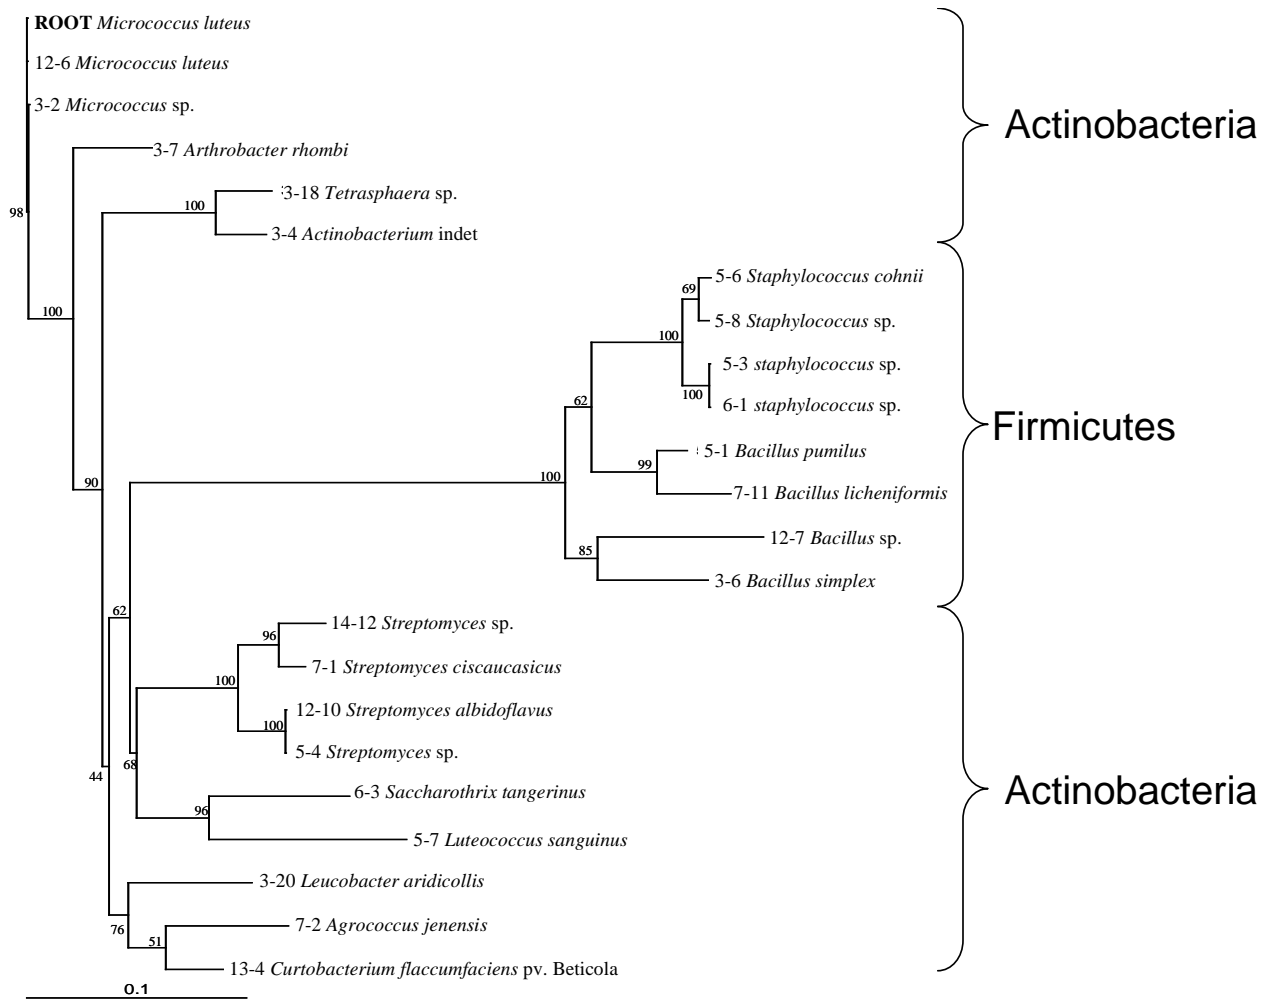 ROOT Micrococcus luteus
12-6 Micrococcus luteus
3-2 Micrococcus sp.
Actinobacteria
3-7 Arthrobacter rhombi
3-18 Tetrasphaera sp.
100
98
3-4 Actinobacterium indet
5-6 Staphylococcus cohnii
69
100
5-8 Staphylococcus sp.
100
5-3 staphylococcus sp.
100
62
6-1 staphylococcus sp.
Firmicutes
5-1 Bacillus pumilus
99
90
100
7-11 Bacillus licheniformis
12-7 Bacillus sp.
85
3-6 Bacillus simplex
62
14-12 Streptomyces sp.
96
7-1 Streptomyces ciscaucasicus
100
12-10 Streptomyces albidoflavus
100
5-4 Streptomyces sp.
68
44
6-3 Saccharothrix tangerinus
Actinobacteria
96
5-7 Luteococcus sanguinus
3-20 Leucobacter aridicollis
7-2 Agrococcus jenensis
76
51
13-4 Curtobacterium flaccumfaciens pv. Beticola
0.1